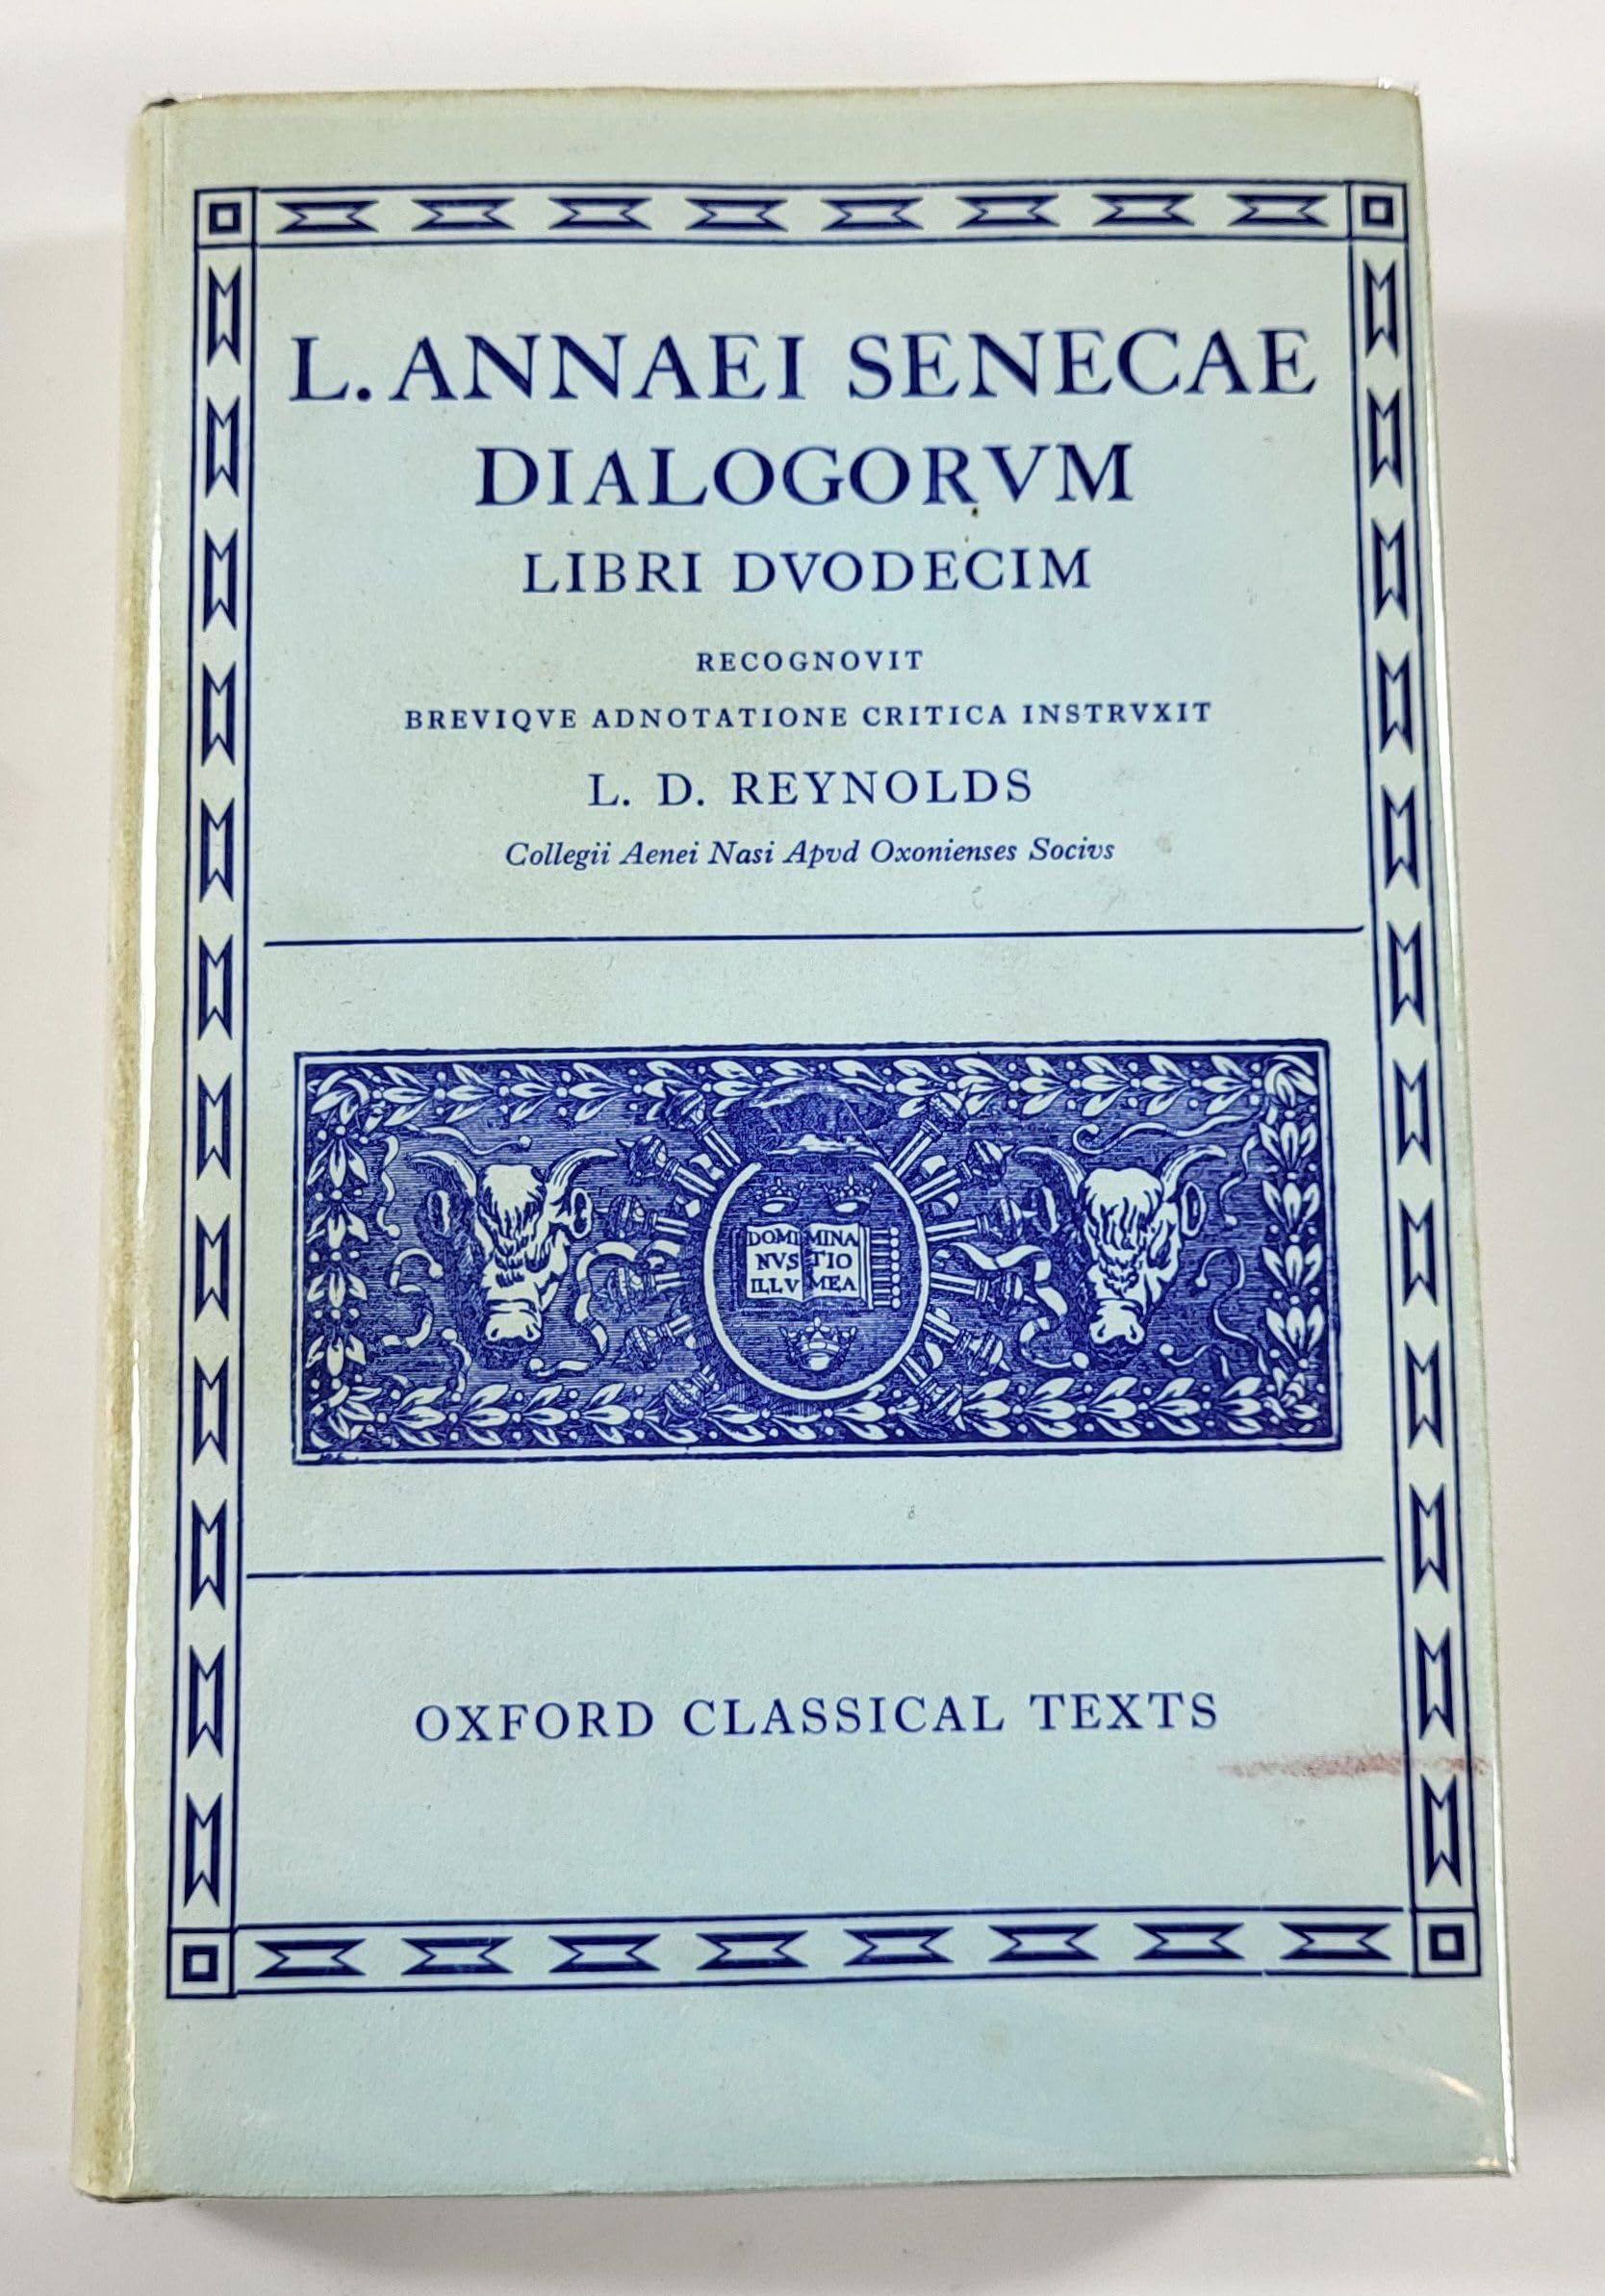 L. ANNAEI SENECAE
DIALOGORVM
LIBRI DVODECIM
RECOGNOVIT
BREVIQVE ADNOTATIONE CRITICA INSTRVXIT
L. D. REYNOLDS
Collegii Aenei Nasi Apvd Oxonienses Socivs
DOMI MINA
NVS TIO
ILLV MEA
OXFORD CLASSICAL TEXTS